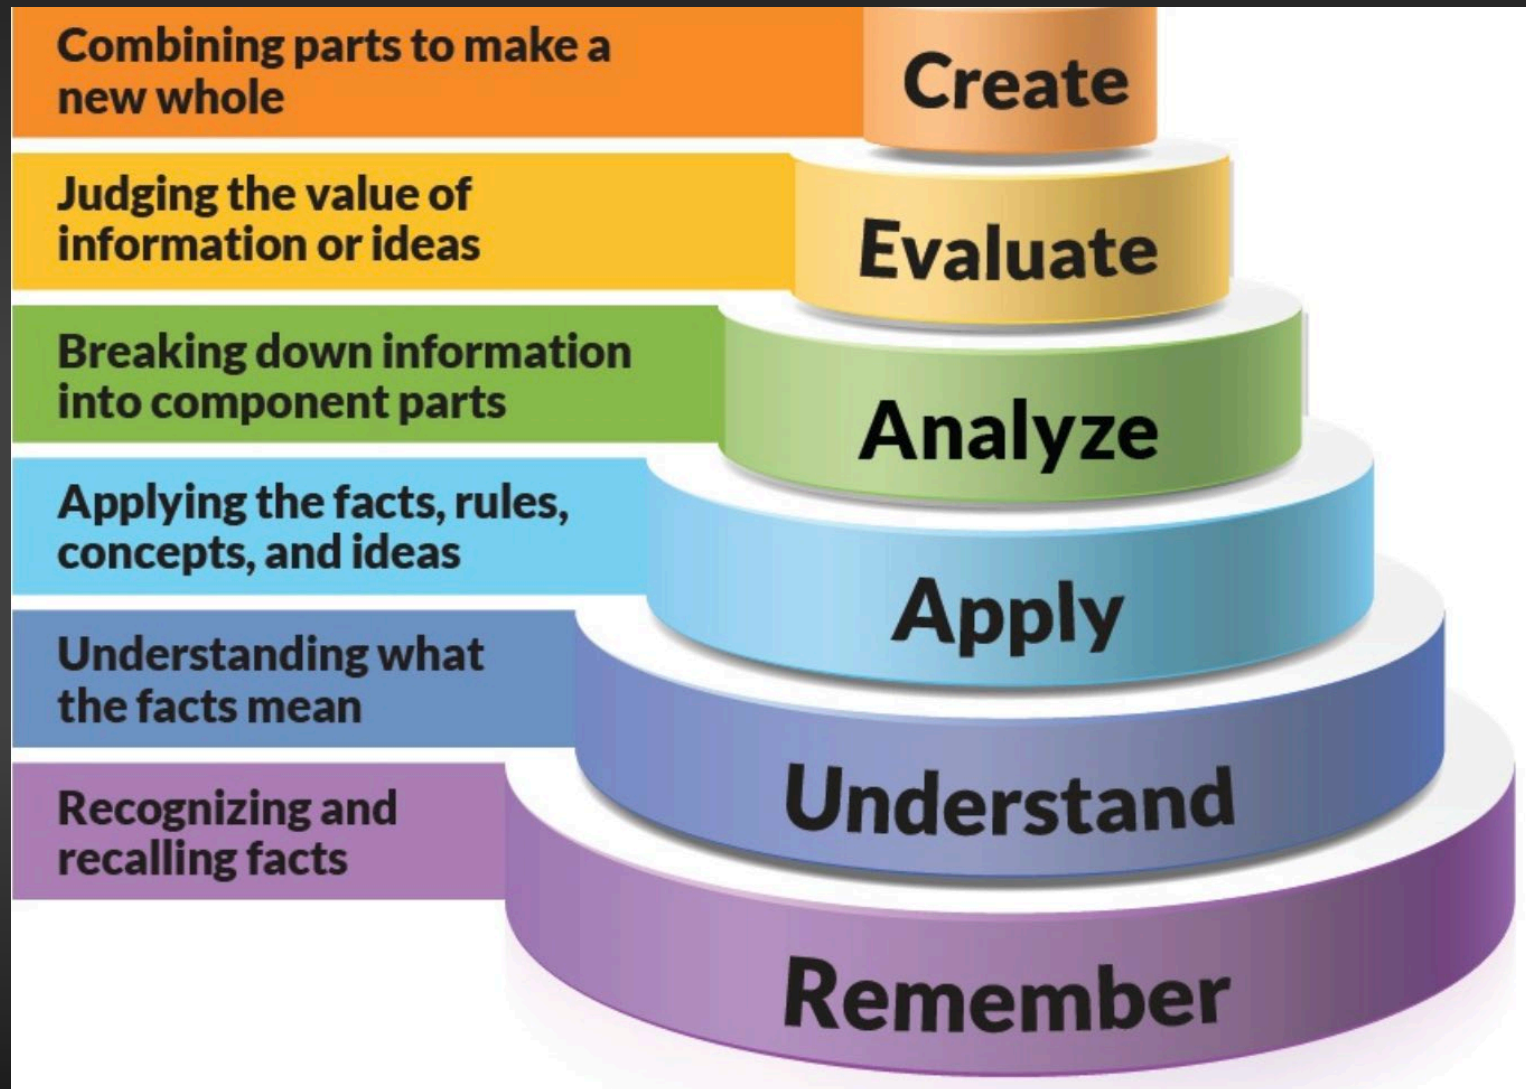 Combining parts to make a
new whole
Create
Judging the value of
information or ideas
Evaluate
Breaking down information
into component parts
Analyze
Applying the facts, rules,
concepts, and ideas
Apply
Understanding what
the facts mean
Understand
Recognizing and
recalling facts
Remember